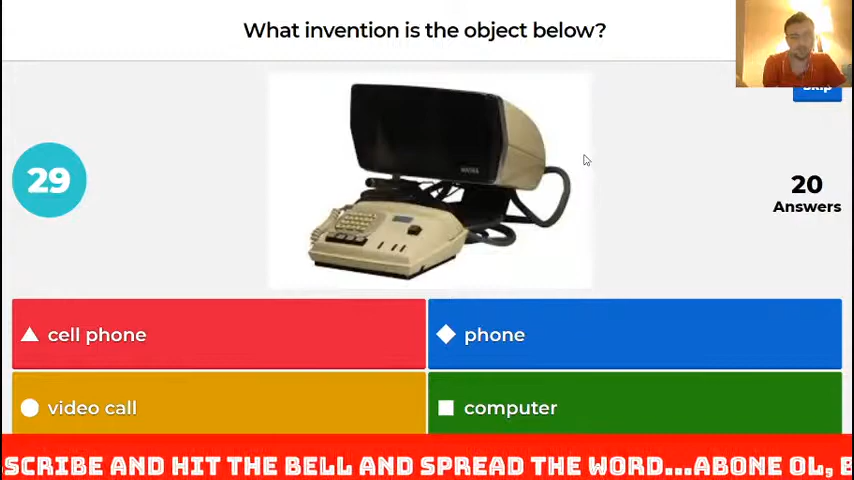 What invention is the object below?
Skip
29
20
Answers
cell phone
phone
video call
computer
SCRIBE AND HIT THE BELL AND SPREAD THE WORD...ABONE OL, B